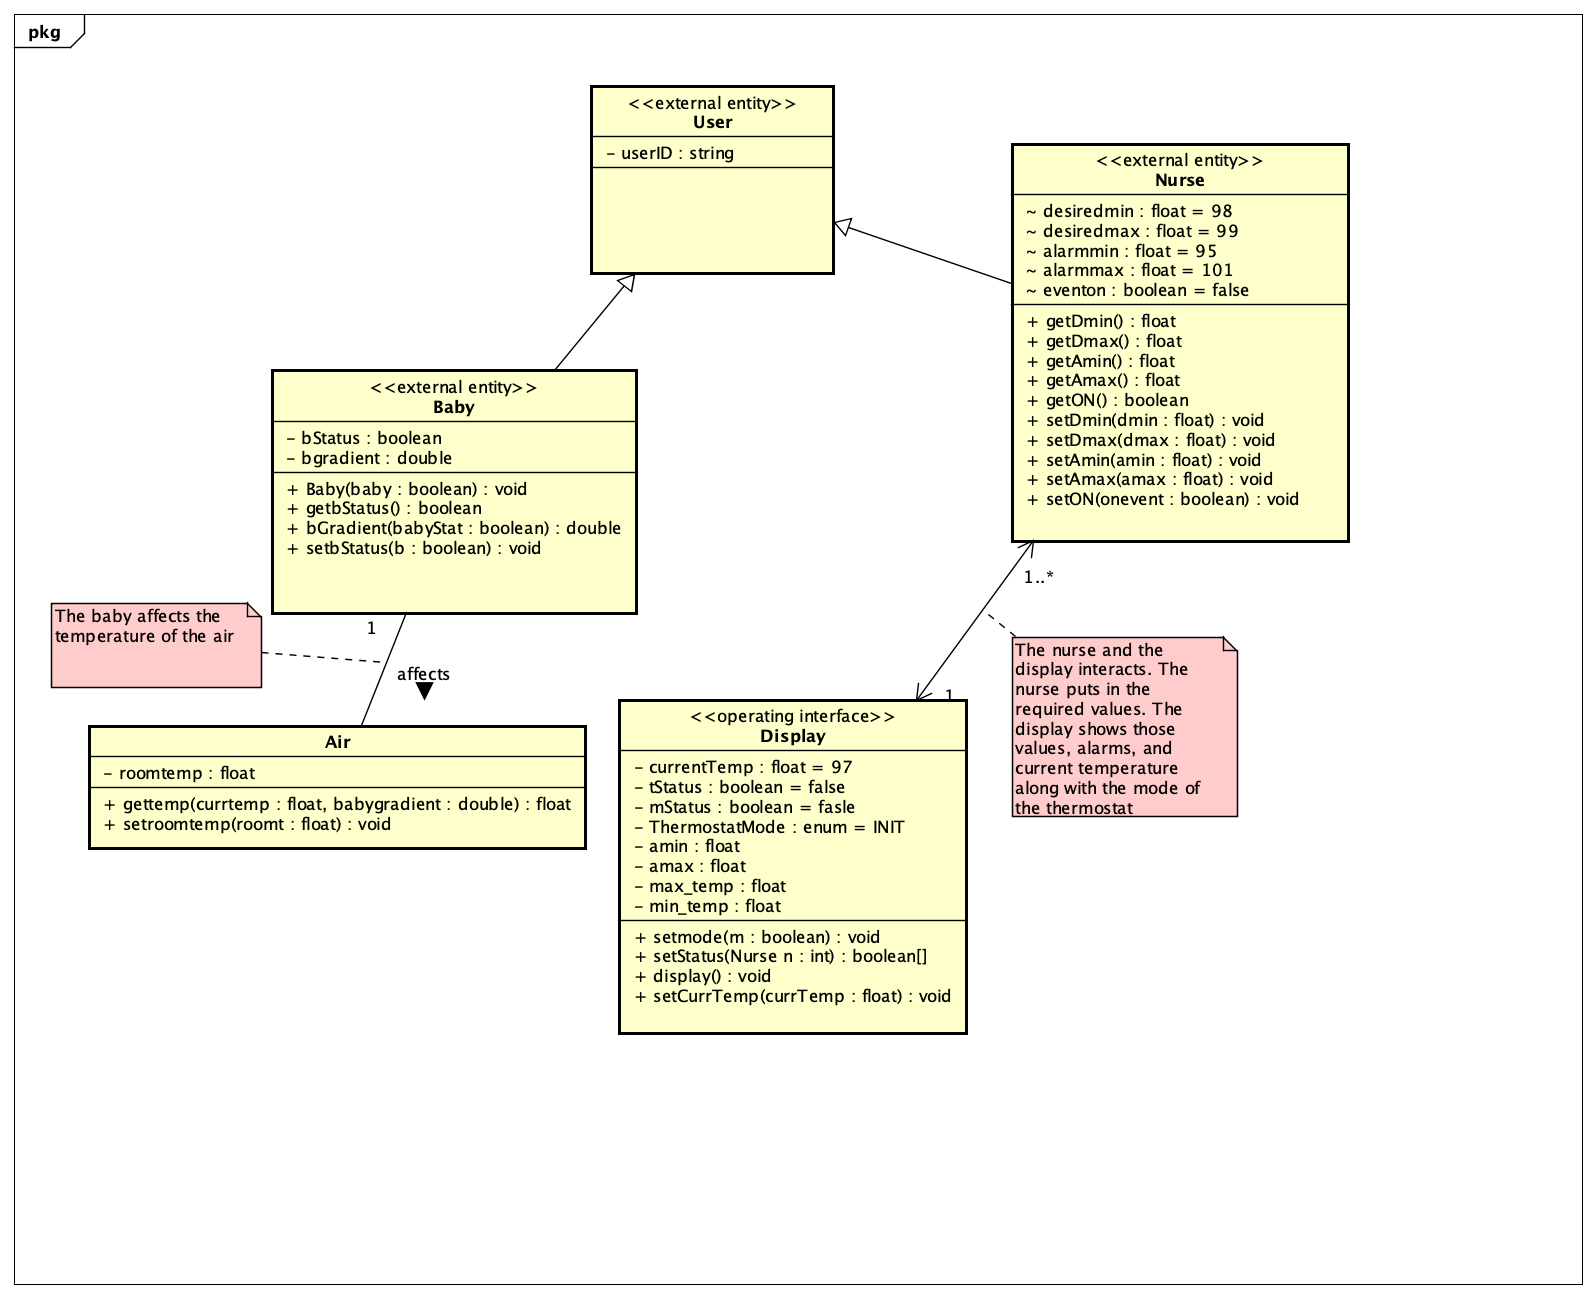 pkg
<<external entity>>
User
- userID : string
<<external entity>>
Nurse
~ desiredmin : float = 98
~ desiredmax : float = 99
~ alarmmin : float = 95
~ alarmmax : float = 101
~ eventon : boolean = false
+ getDmin() : float
+ getDmax() : float
+ getAmin() : float
+ getAmax() : float
+ getON() : boolean
+ setDmin(dmin : float) : void
+ setDmax(dmax : float) : void
+ setAmin(amin : float) : void
+ setAmax(amax : float) : void
+ setON(onevent : boolean) : void
<<external entity>>
Baby
- bStatus : boolean
- bgradient : double
+ Baby(baby : boolean) : void
+ getbStatus() : boolean
+ bGradient(babyStat : boolean) : double
+ setbStatus(b : boolean) : void
1..*
The baby affects the
temperature of the air
1
affects
The nurse and the
display interacts. The
nurse puts in the
required values. The
display shows those
values, alarms, and
current temperature
along with the mode of
the thermostat
1
Air
- roomtemp : float
+ gettemp(currtemp : float, babygradient : double) : float
+ setroomtemp(roomt : float) : void
<<operating interface>>
Display
- currentTemp : float = 97
- tStatus : boolean = false
- mStatus : boolean = fasle
- ThermostatMode : enum = INIT
- amin : float
- amax : float
- max_temp : float
- min_temp : float
+ setmode(m : boolean) : void
+ setStatus(Nurse n : int) : boolean[]
+ display() : void
+ setCurrTemp(currTemp : float) : void